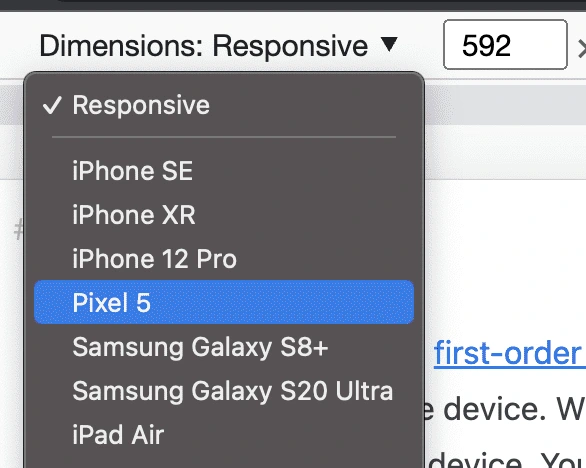 Dimensions: Responsive ▼ 592 ×
✓ Responsive
#
iPhone SE
iPhone XR
iPhone 12 Pro
Pixel 5
Samsung Galaxy S8+
first-order
Samsung Galaxy S20 Ultra
e device. W
iPad Air
device. You